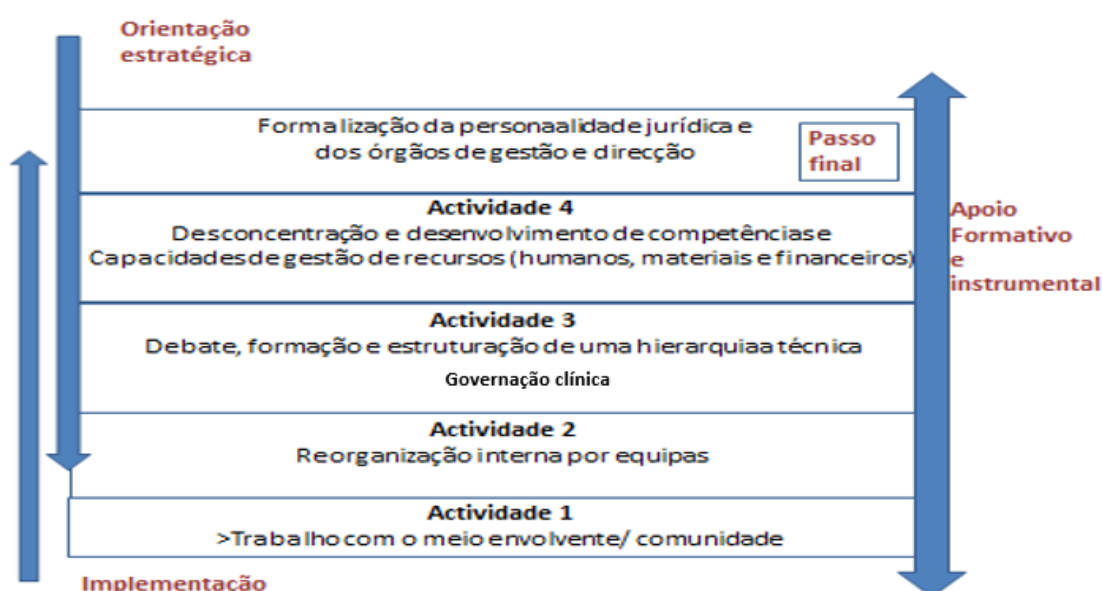 Orientação
estratégica
Formalização da personaalidade jurídica e
dos órgãos de gestão e direcção
Passo
final
Actividade 4
Desconcentração e desenvolvimento de competências e
Capacidades de gestão de recursos (humanos, materiais e financeiros)
Apoio
Formativo
e
instrumental
Actividade 3
Debate, formação e estruturação de uma hierarquiaa técnica
Governação clínica
Actividade 2
Reorganização interna por equipas
Actividade 1
>Trabalho com o meio envolvente/ comunidade
Implementação